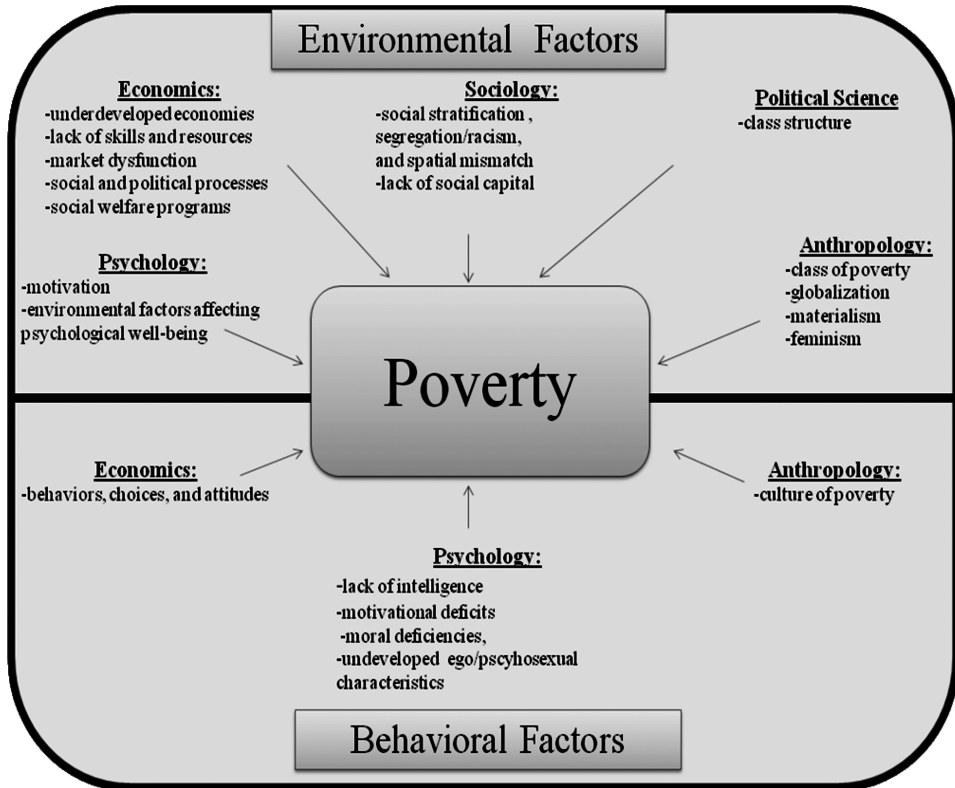 Environmental Factors
Economics:
-underdeveloped economies
-lack of skills and resources
-market dysfunction
-social and political processes
-social welfare programs
Sociology:
-social stratification ,
segregation/racism,
and spatial mismatch
-lack of social capital
Political Science
-class structure
Psychology:
-motivation
-environmental factors affecting
psychological well-being
Anthropology:
-class of poverty
-globalization
-materialism
-feminism
Poverty
Economics:
-behaviors, choices, and attitudes
Anthropology:
-culture of poverty
Psychology:
-lack of intelligence
-motivational deficits
-moral deficiencies,
-undeveloped ego/pscyhosexual
characteristics
Behavioral Factors